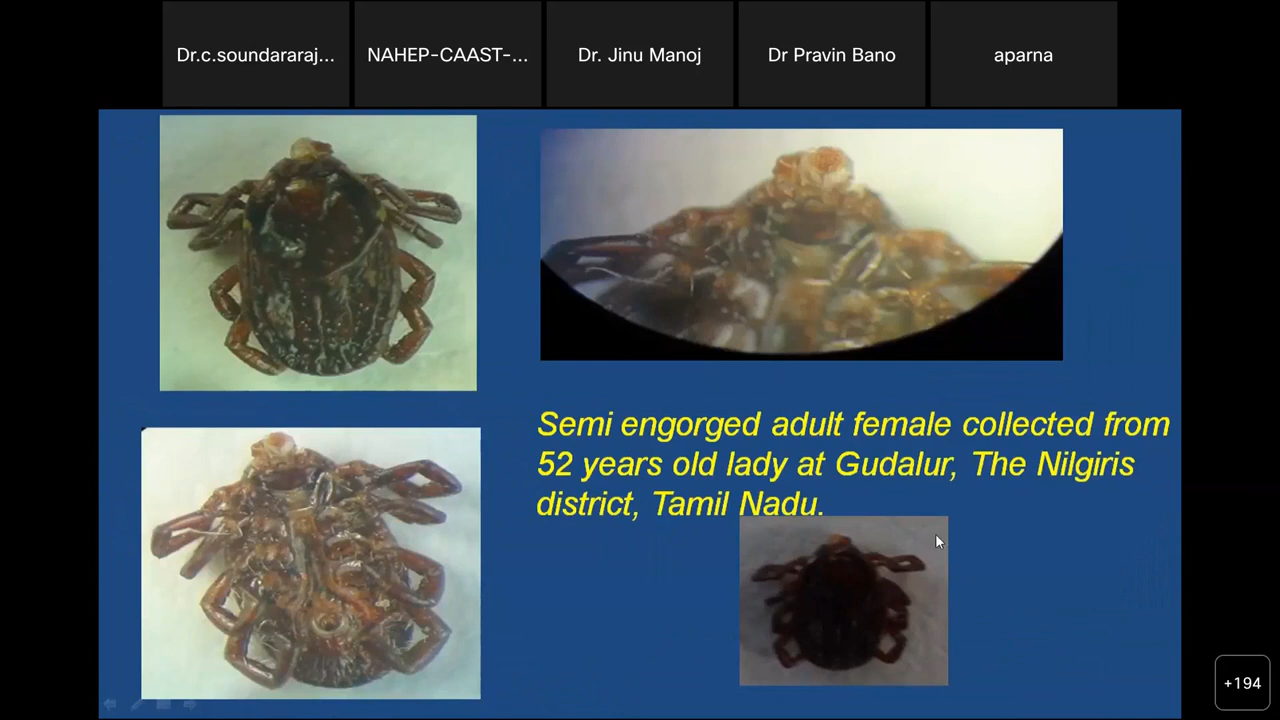 Dr.c.soundararaj...
NAHEP-CAAST-...
Dr. Jinu Manoj
Dr Pravin Bano
aparna
Semi engorged adult female collected from
52 years old lady at Gudalur, The Nilgiris
district, Tamil Nadu.
+194